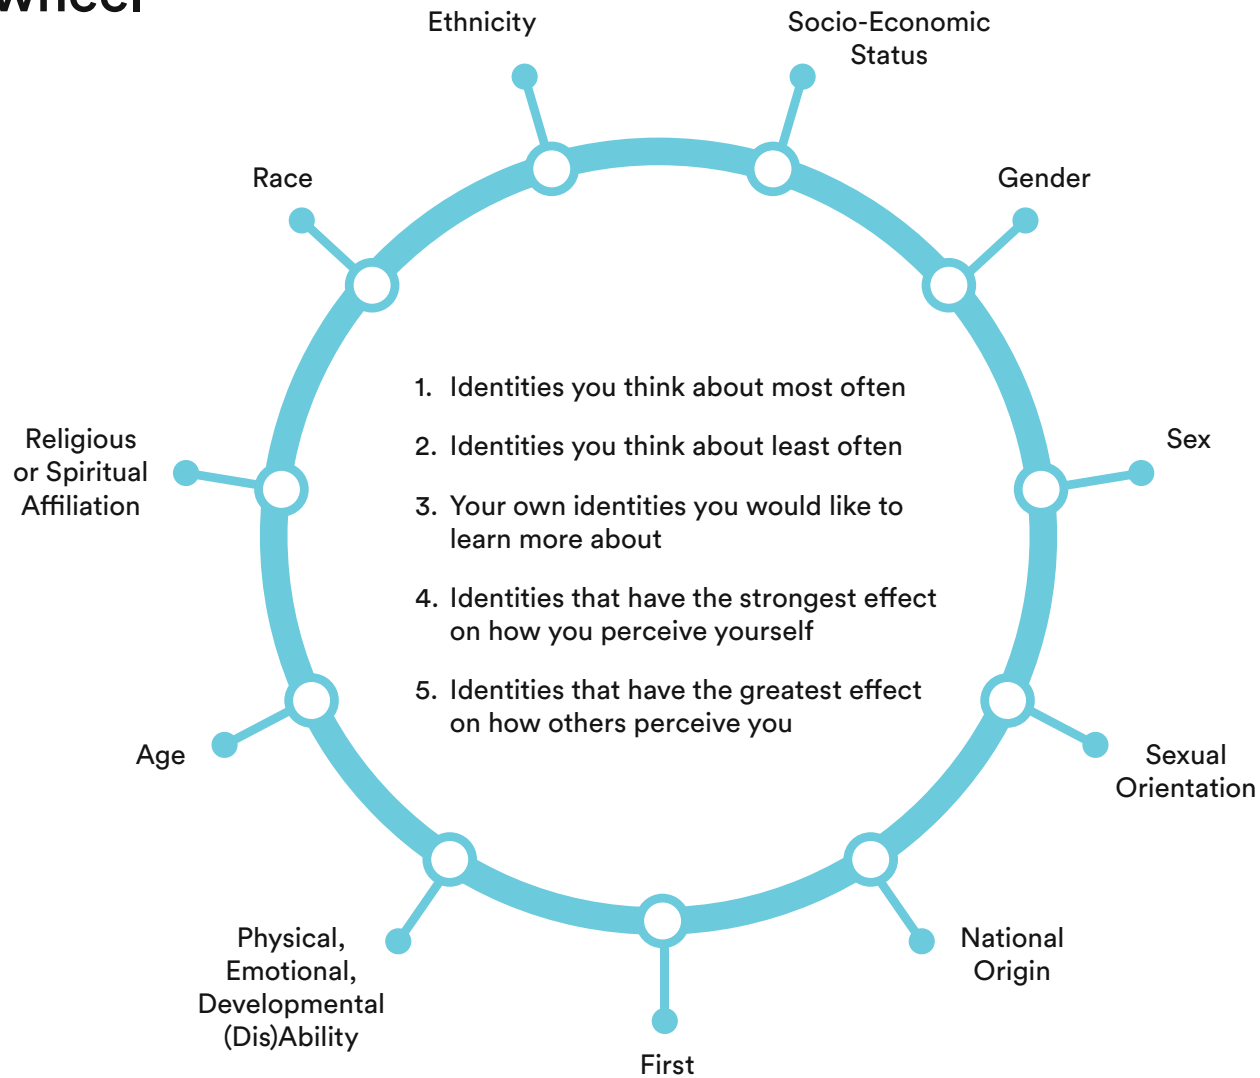 wheel
Ethnicity
Socio-Economic
Status
Race
Gender
Religious
or Spiritual
Affiliation
Sex
1. Identities you think about most often
2. Identities you think about least often
3. Your own identities you would like to
learn more about
4. Identities that have the strongest effect
on how you perceive yourself
5. Identities that have the greatest effect
on how others perceive you
Age
Sexual
Orientation
Physical,
Emotional,
Developmental
(Dis)Ability
National
Origin
First